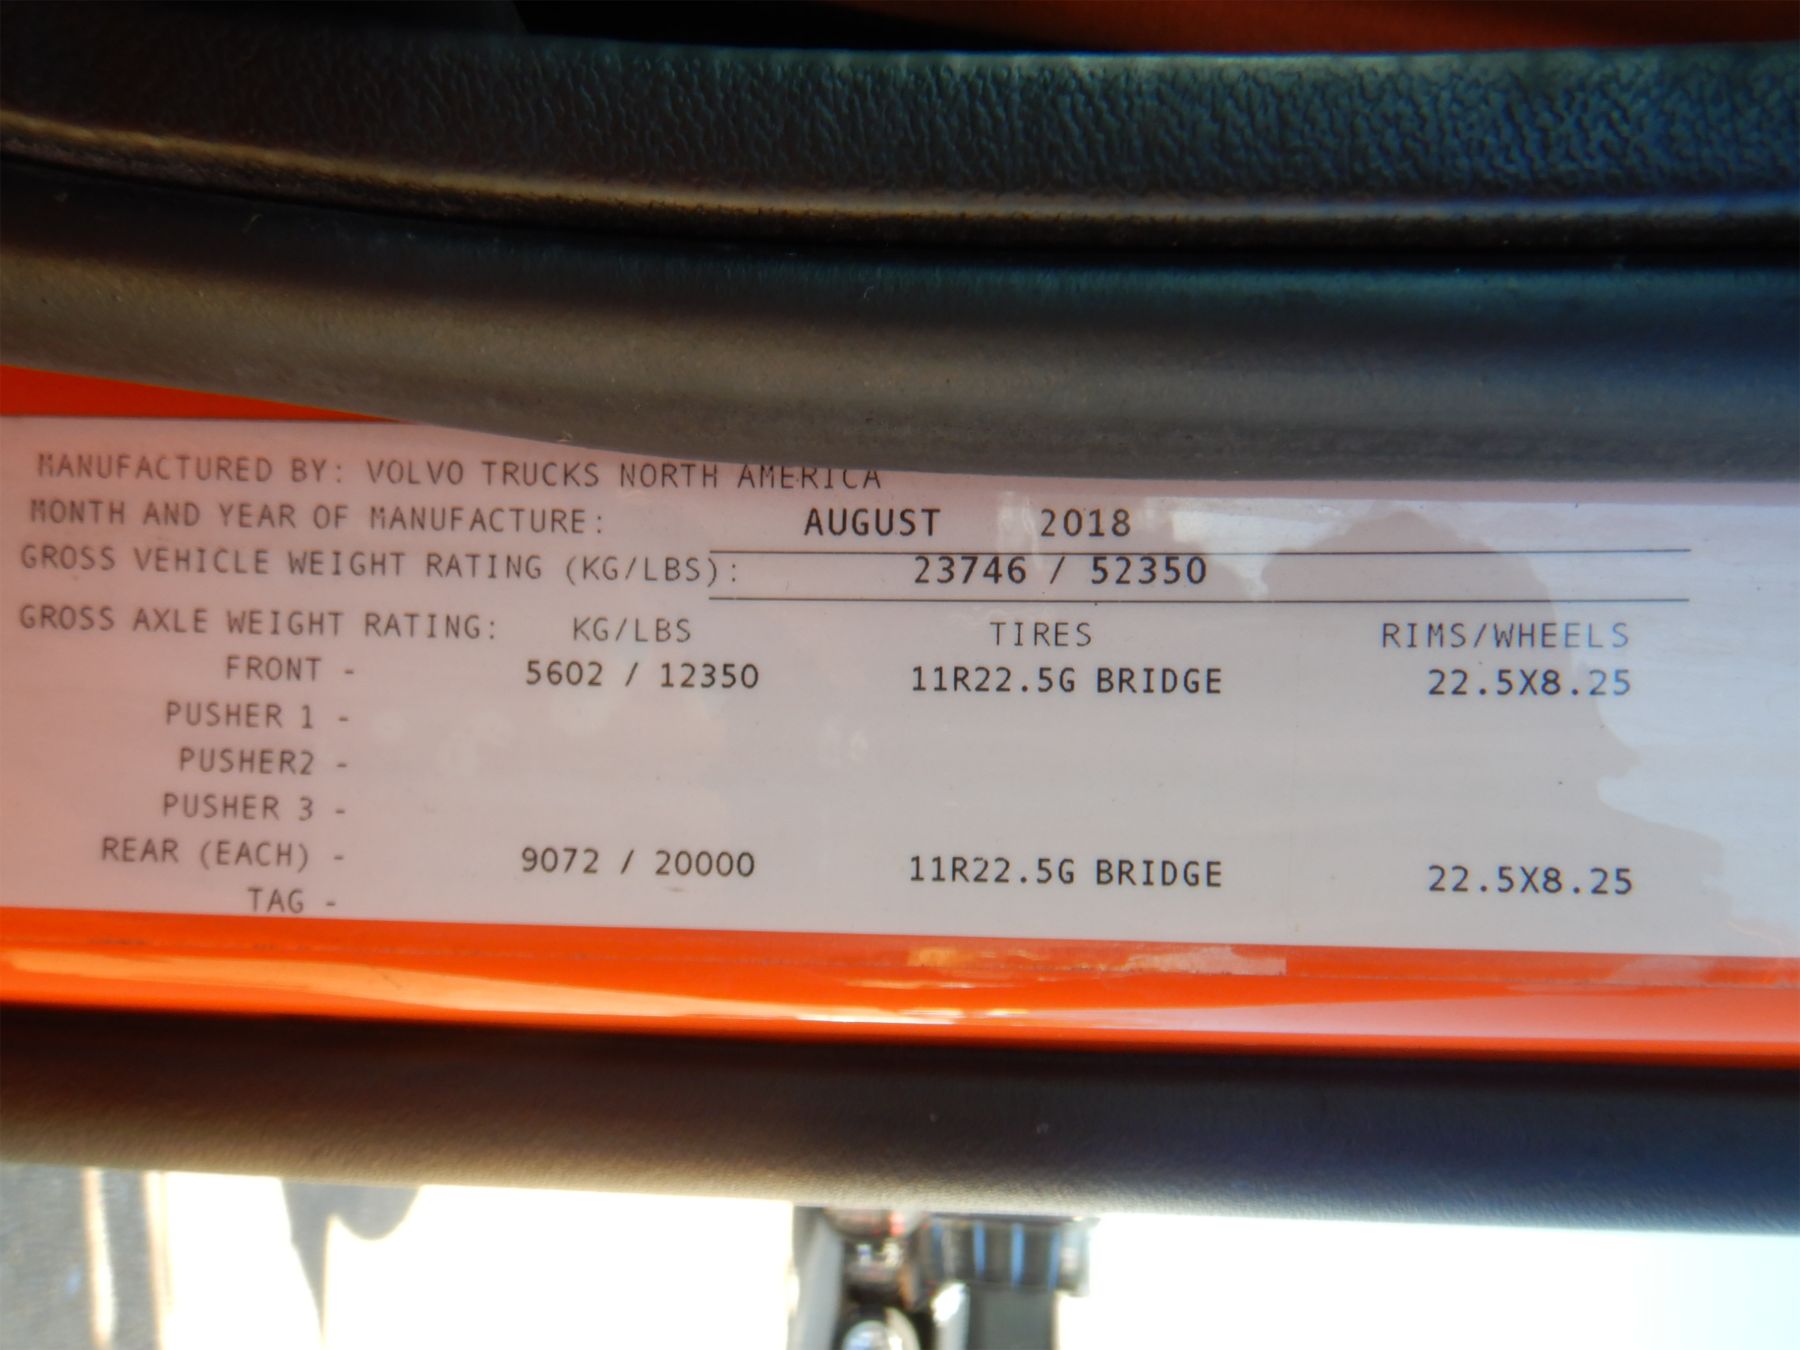 MANUFACTURED BY: VOLVO TRUCKS NORTH AMERICA
MONTH AND YEAR OF MANUFACTURE: AUGUST 2018
GROSS VEHICLE WEIGHT RATING (KG/LBS): 23746 / 52350
GROSS AXLE WEIGHT RATING: KG/LBS TIRES RIMS/WHEELS
FRONT - 5602 / 12350 11R22.5G BRIDGE 22.5X8.25
PUSHER 1 -
PUSHER2 -
PUSHER 3 -
REAR (EACH) - 9072 / 20000 11R22.5G BRIDGE 22.5X8.25
TAG -